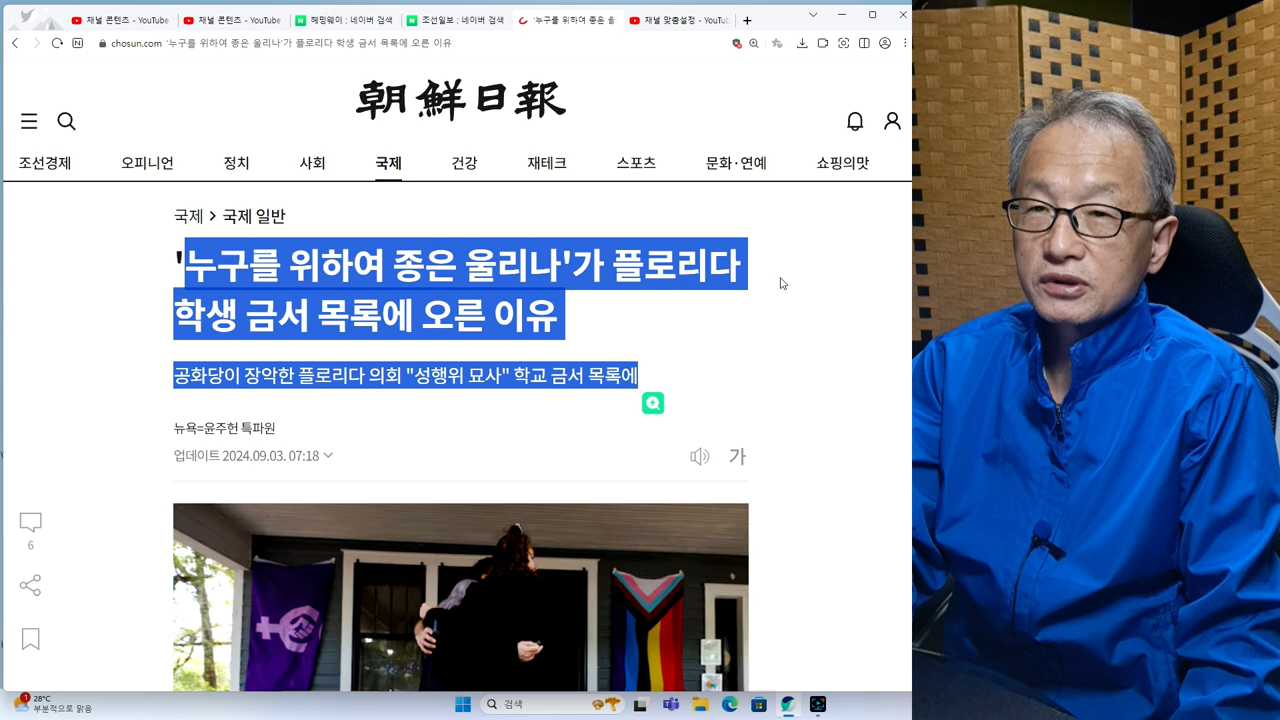 재널 콘텐츠 - YouTube
재널 콘텐츠 - YouTube
헤밍웨이 : 네이버 검색
조선일보 : 네이버 검색
'누구를 위하여 종은 울
재널 맞춤설정 - YouTu
chosun.com '누구를 위하여 종은 울리나'가 플로리다 학생 금서 목록에 오른 이유
朝鮮日報
조선경제 오피니언 정치 사회 국제 건강 재테크 스포츠 문화·연예 쇼핑의맛
국제 > 국제 일반
'누구를 위하여 종은 울리나'가 플로리다
학생 금서 목록에 오른 이유
공화당이 장악한 플로리다 의회 "성행위 묘사" 학교 금서 목록에
뉴욕=윤주헌 특파원
업데이트 2024.09.03. 07:18
가
6
1
28°C
부분적으로 맑음
검색